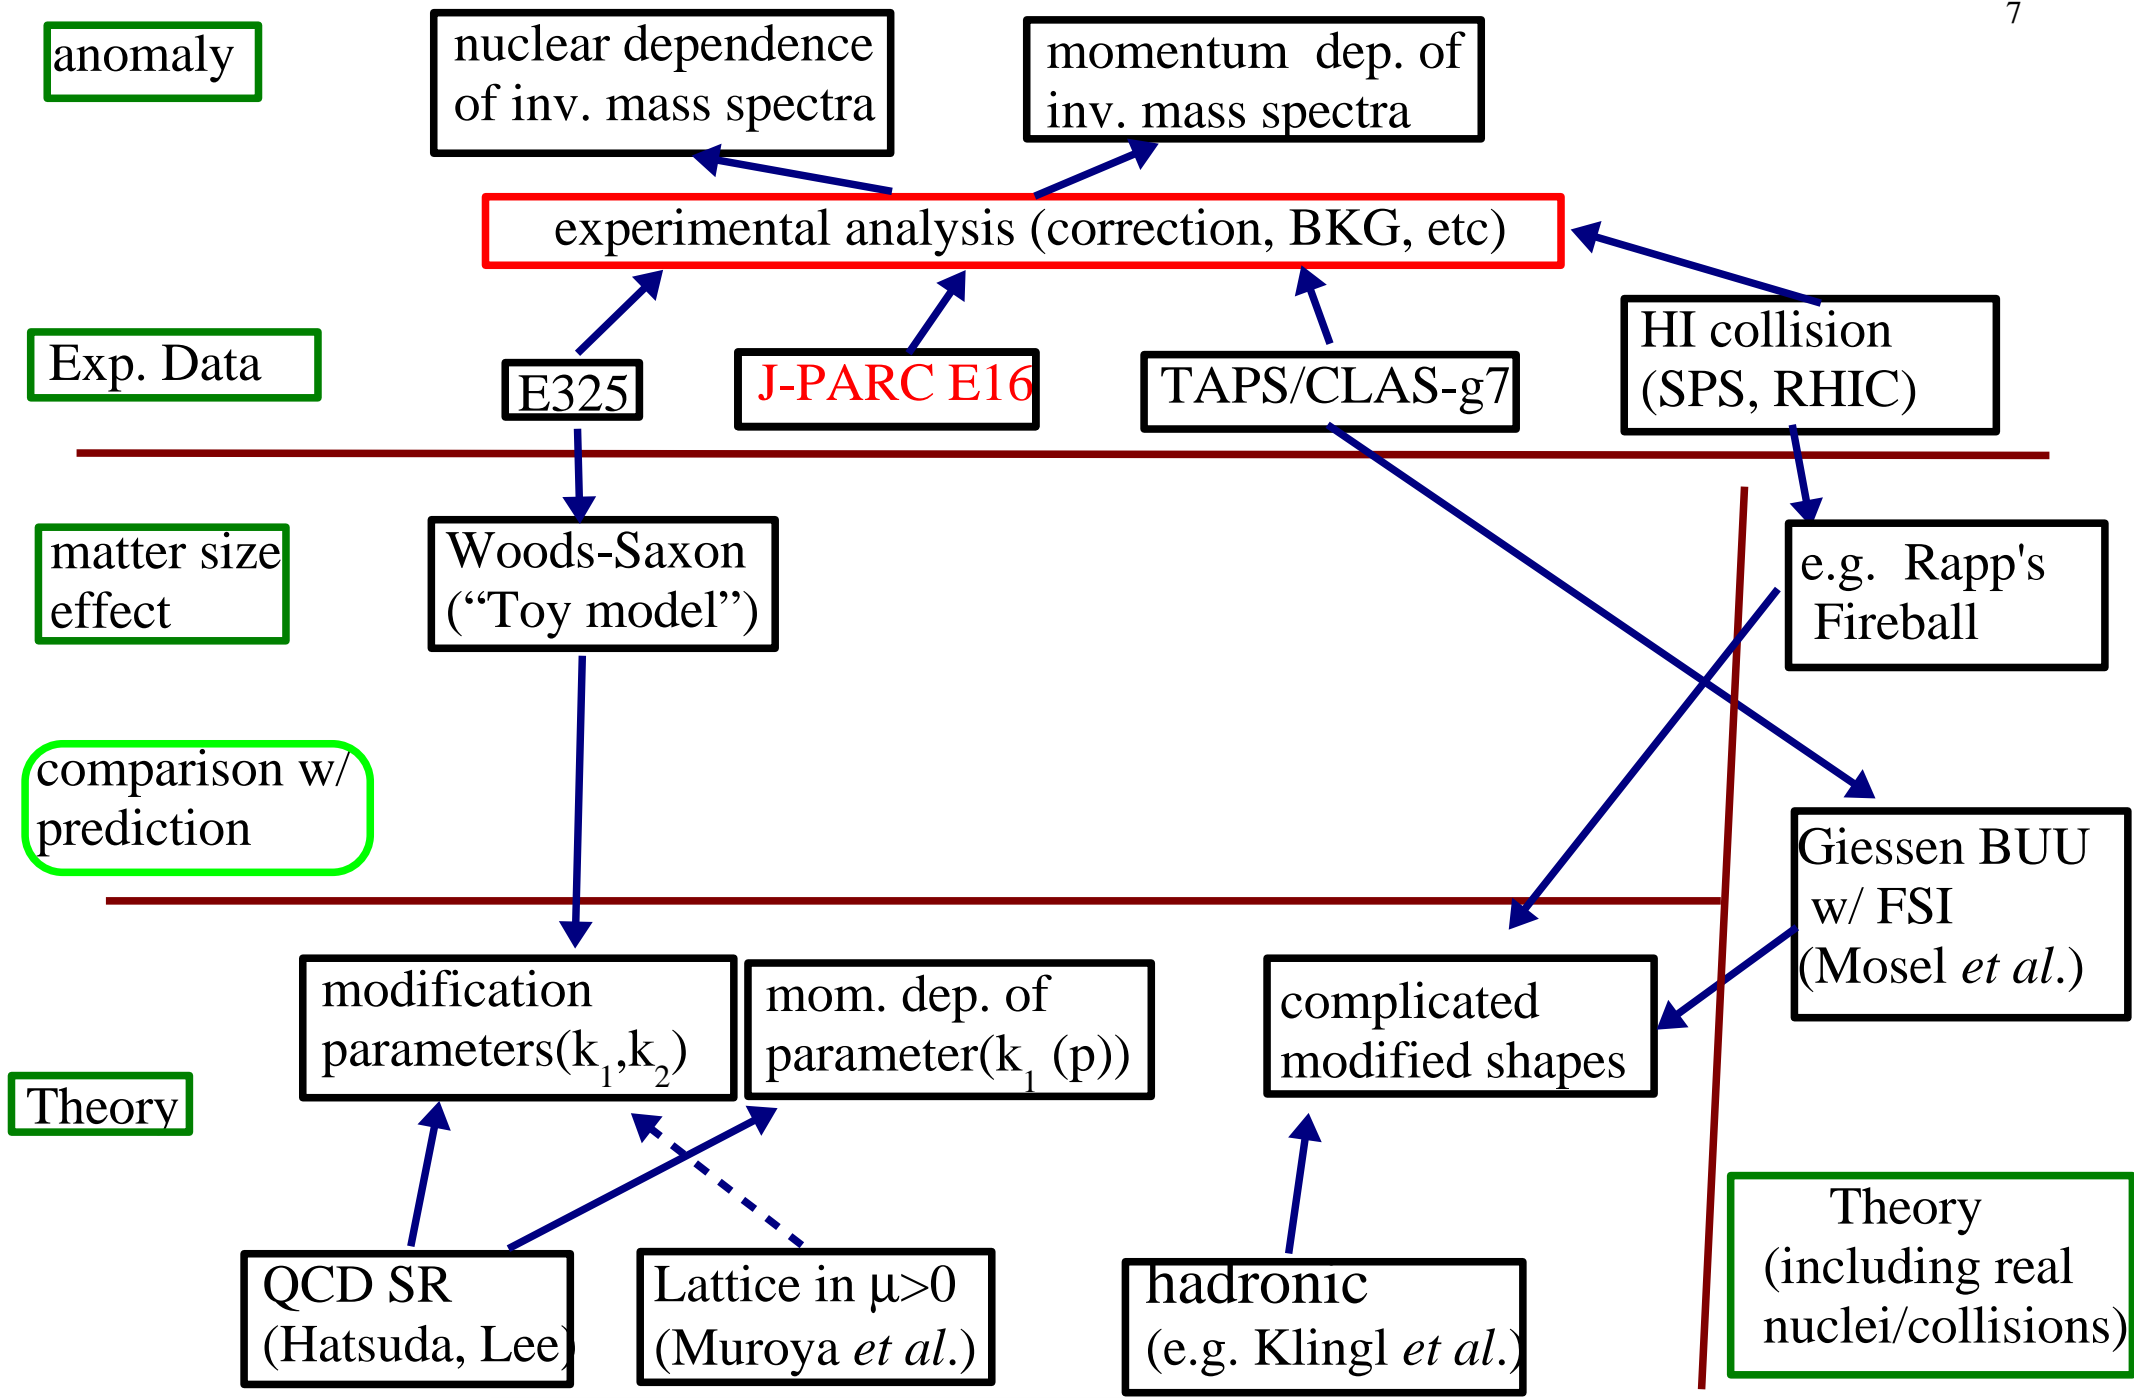 7
anomaly
nuclear dependence
of inv. mass spectra
momentum dep. of
inv. mass spectra
experimental analysis (correction, BKG, etc)
Exp. Data
E325
J-PARC E16
TAPS/CLAS-g7
HI collision
(SPS, RHIC)
matter size
effect
Woods-Saxon
(“Toy model”)
e.g. Rapp's
Fireball
comparison w/
prediction
Giessen BUU
w/ FSI
(Mosel et al.)
modification
parameters(k₁,k₂)
mom. dep. of
parameter(k₁ (p))
complicated
modified shapes
Theory
QCD SR
(Hatsuda, Lee)
Lattice in μ>0
(Muroya et al.)
hadronic
(e.g. Klingl et al.)
Theory
(including real
nuclei/collisions)